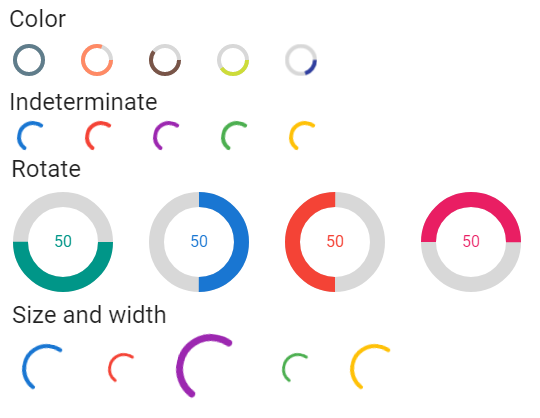 Color
Indeterminate
Rotate
50 50 50 50
Size and width